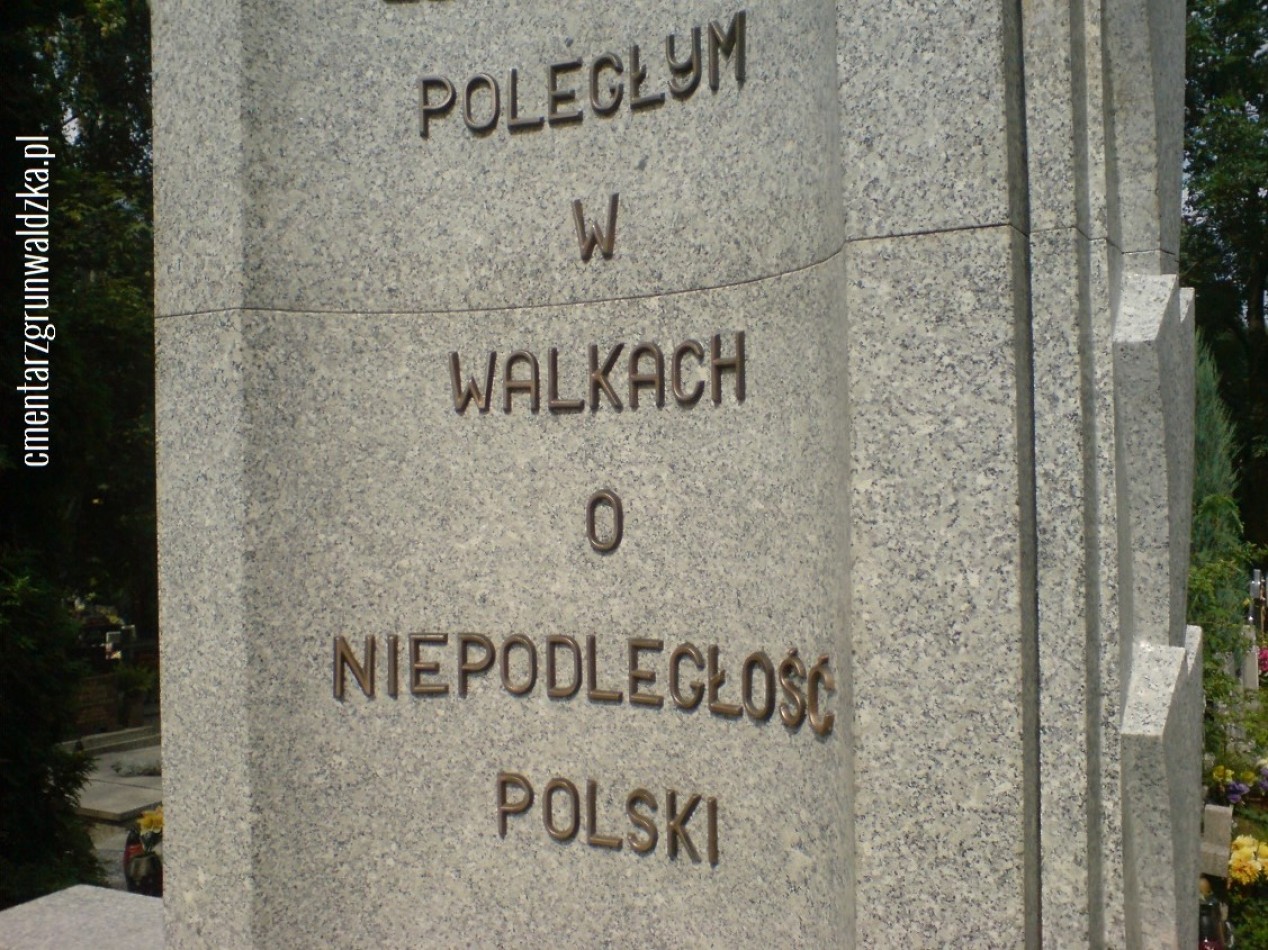 POLEGŁYM
W
WALKACH
O
NIEPODLEGŁOŚĆ
POLSKI
cmentarzgrunwaldzka.pl